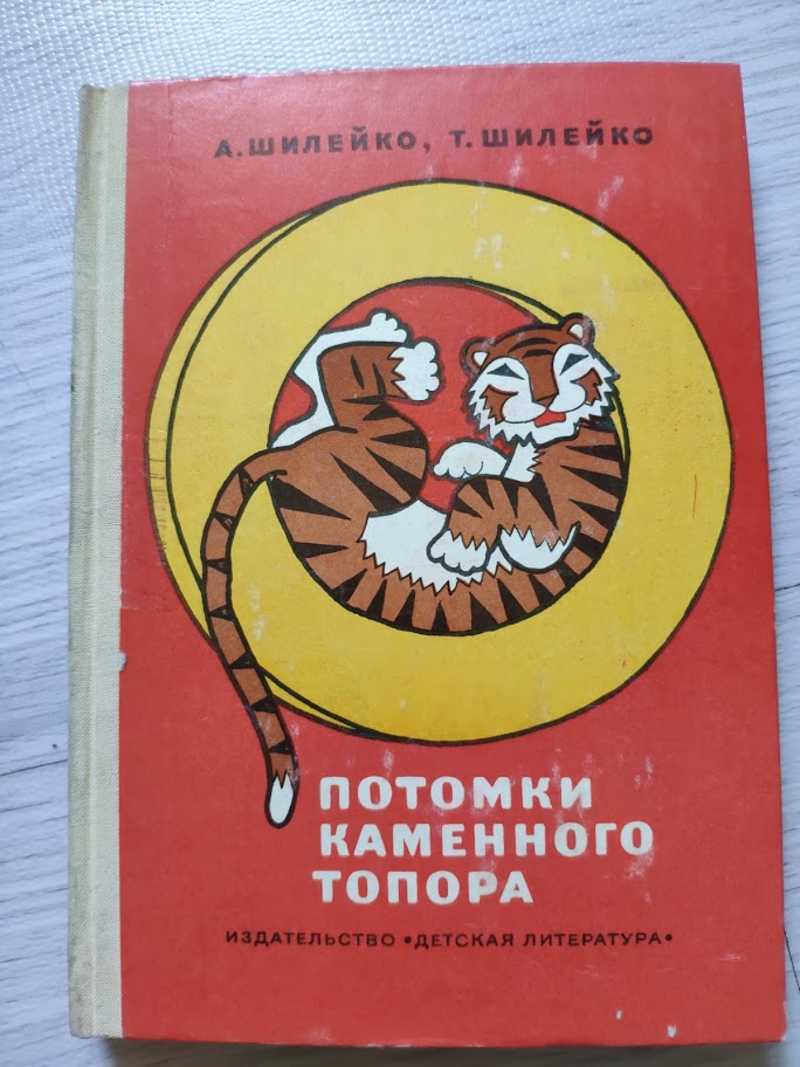 А. ШИЛЕЙКО, Т. ШИЛЕЙКО
ПОТОМКИ
КАМЕННОГО
ТОПОРА
ИЗДАТЕЛЬСТВО «ДЕТСКАЯ ЛИТЕРАТУРА»